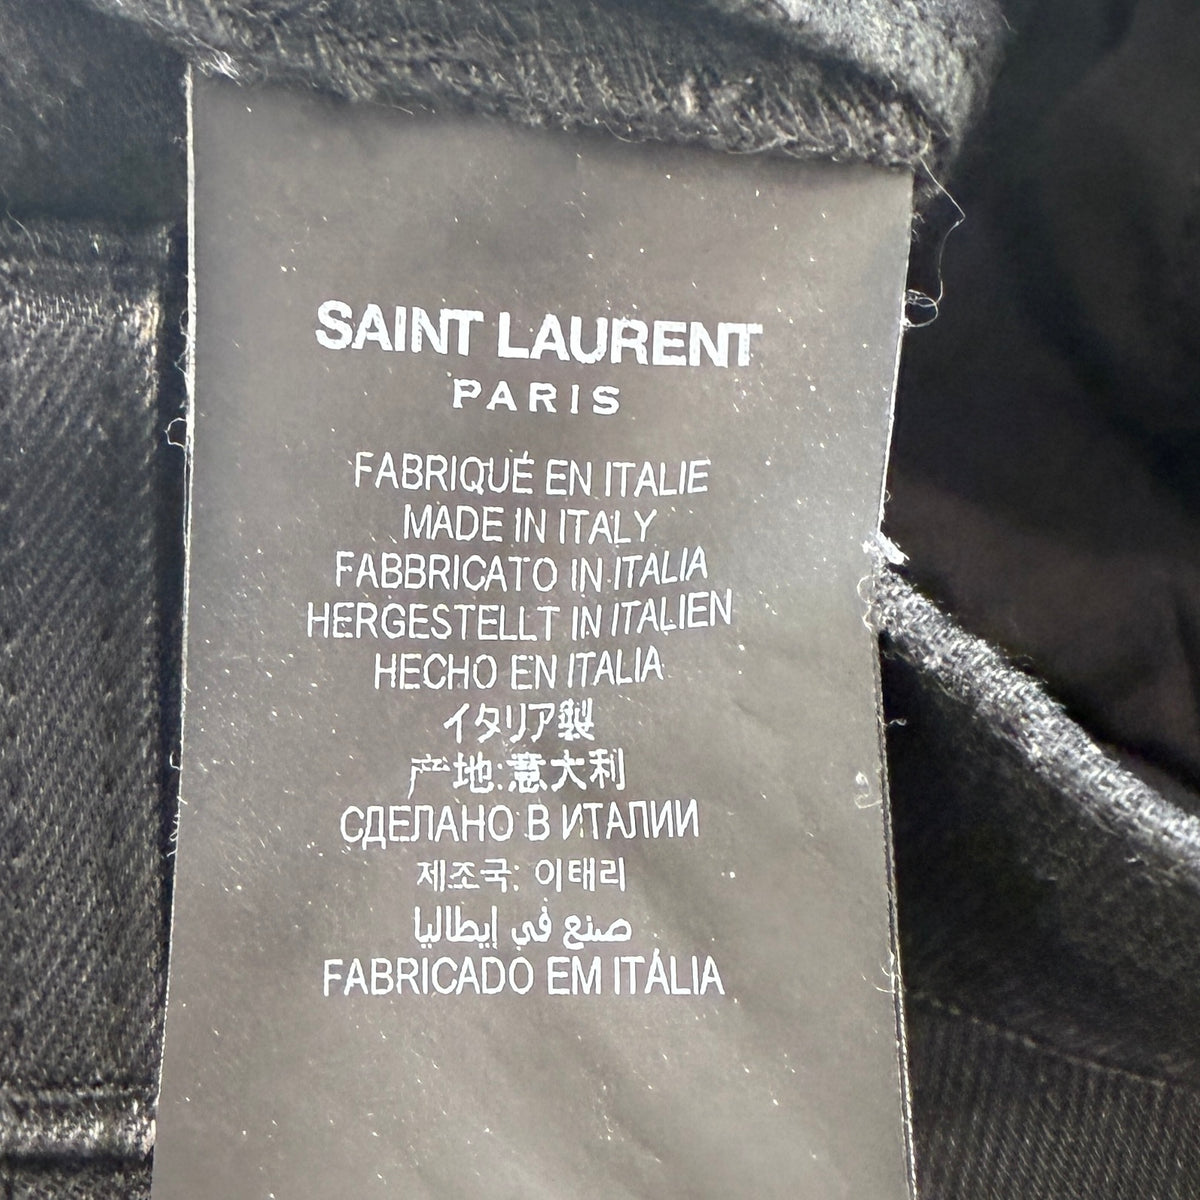 SAINT LAURENT
PARIS
FABRIQUÉ EN ITALIE
MADE IN ITALY
FABBRICATO IN ITALIA
HERGESTELLT IN ITALIEN
HECHO EN ITALIA
イタリア製
产地:意大利
СДЕЛАНО В ИТАЛИИ
제조국: 이태리
صنع في إيطاليا
FABRICADO EM ITÁLIA